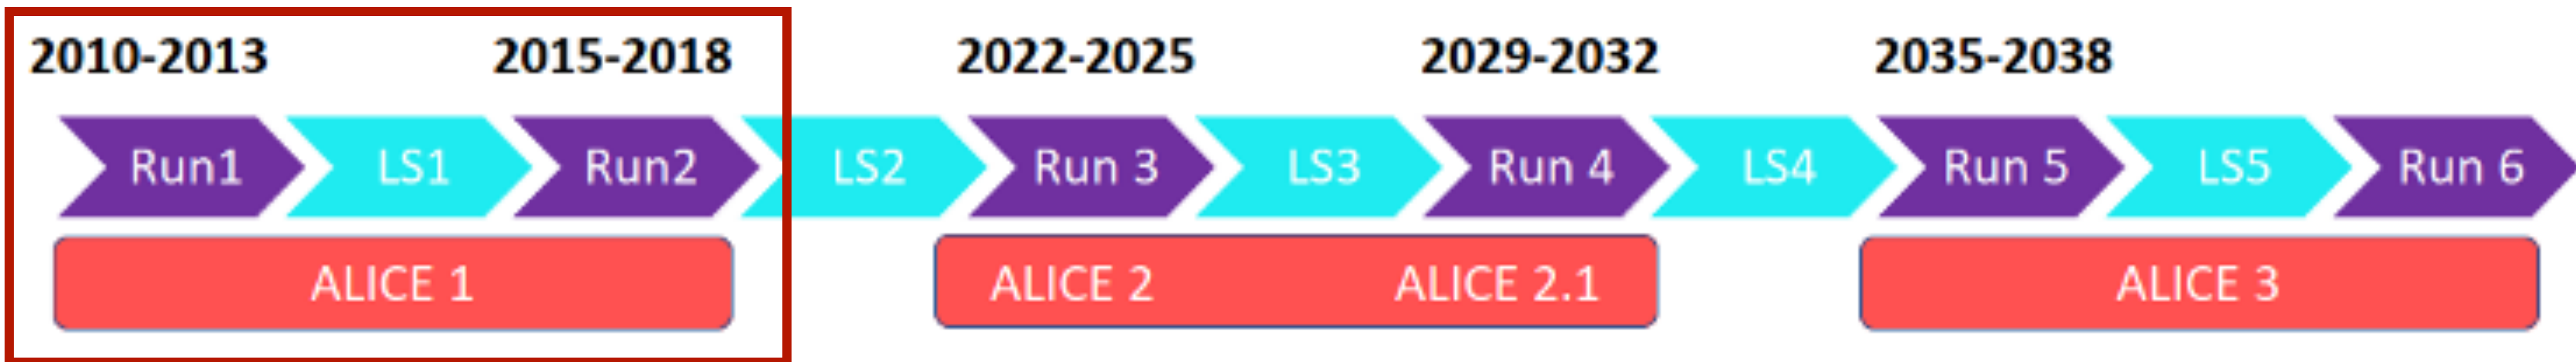 2010-2013 2015-2018 2022-2025 2029-2032 2035-2038
Run1 LS1 Run2 LS2 Run 3 LS3 Run 4 LS4 Run 5 LS5 Run 6
ALICE 1 ALICE 2 ALICE 2.1 ALICE 3